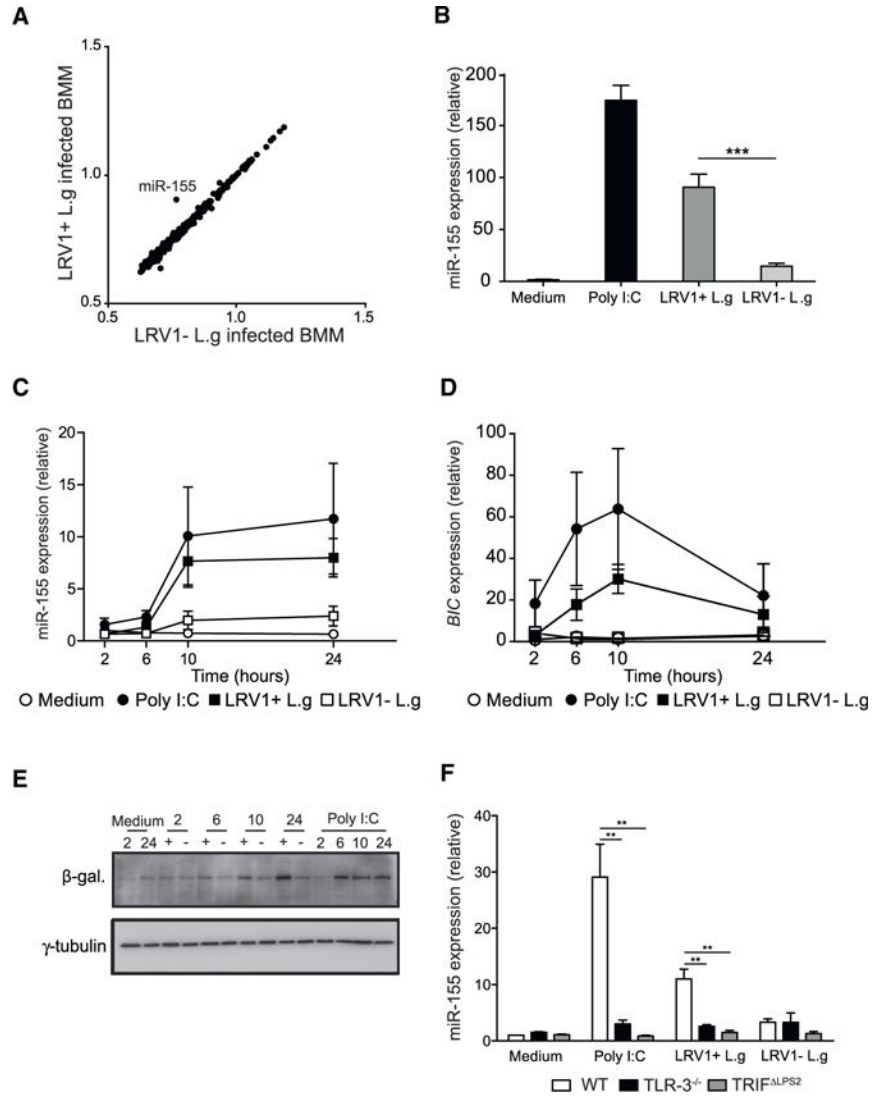 A
1.5
1.0
0.5
0.5 1.0 1.5
miR-155
LRV1+ L.g infected BMM
LRV1- L.g infected BMM
B
200
150
100
50
0
miR-155 expression (relative)
***
Medium Poly I:C LRV1+ L.g LRV1- L.g
C
20
15
10
5
0
miR-155 expression (relative)
2 6 10 24
Time (hours)
Medium Poly I:C LRV1+ L.g LRV1- L.g
D
100
80
60
40
20
0
BIC expression (relative)
2 6 10 24
Time (hours)
Medium Poly I:C LRV1+ L.g LRV1- L.g
E
Medium 2 6 10 24 Poly I:C
2 24 + - + - + - + - 2 6 10 24
β-gal.
γ-tubulin
F
40
30
20
10
0
miR-155 expression (relative)
**
**
**
**
Medium Poly I:C LRV1+ L.g LRV1- L.g
WT TLR-3-/- TRIFΔLPS2